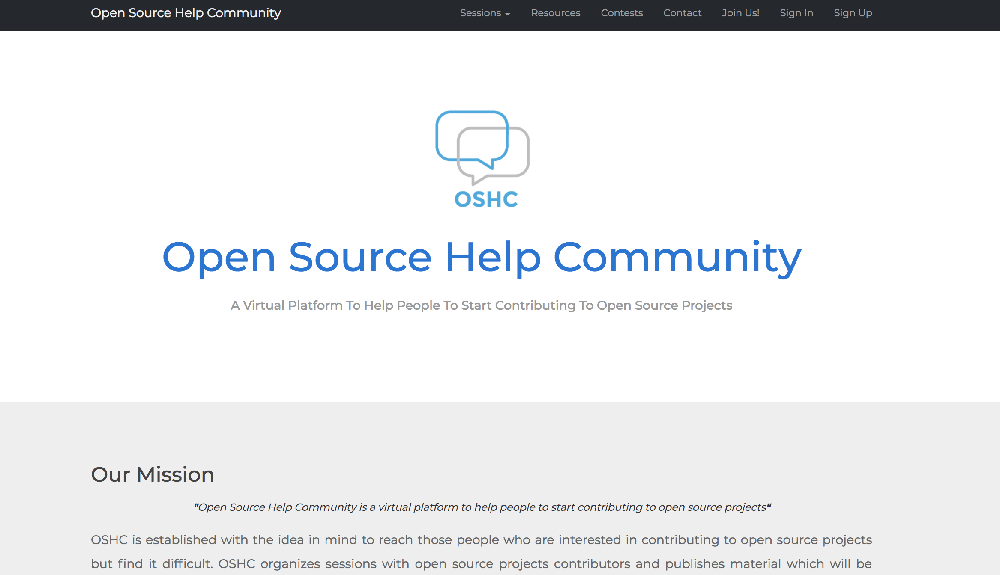 Open Source Help Community Sessions Resources Contests Contact Join Us! Sign In Sign Up
OSHC
Open Source Help Community
A Virtual Platform To Help People To Start Contributing To Open Source Projects
Our Mission
"Open Source Help Community is a virtual platform to help people to start contributing to open source projects"
OSHC is established with the idea in mind to reach those people who are interested in contributing to open source projects
but find it difficult. OSHC organizes sessions with open source projects contributors and publishes material which will be